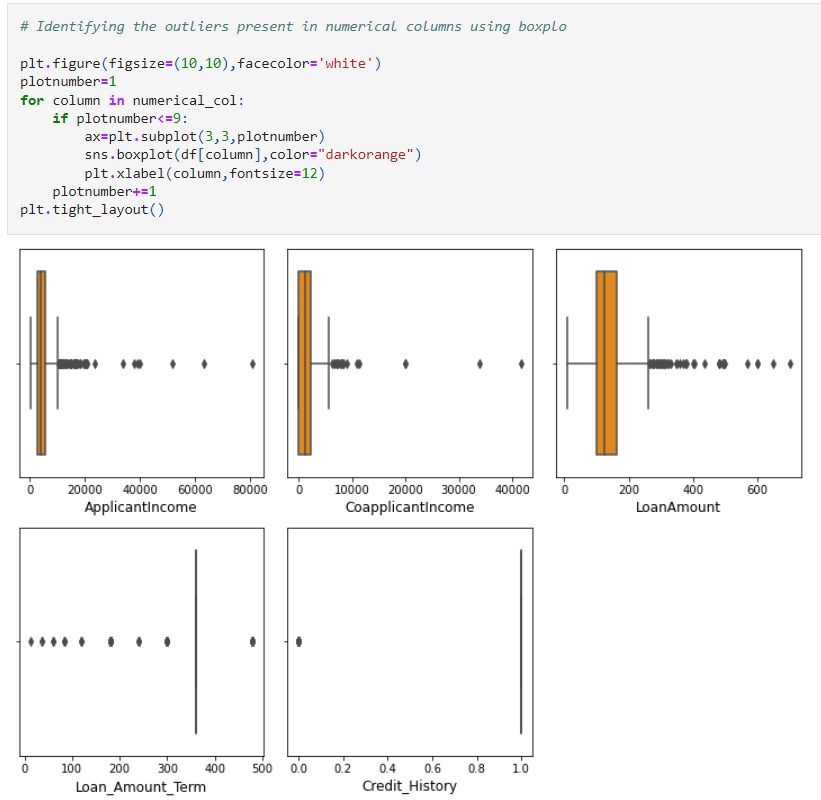 # Identifying the outliers present in numerical columns using boxplo
plt.figure(figsize=(10,10),facecolor='white')
plotnumber=1
for column in numerical_col:
    if plotnumber<=9:
        ax=plt.subplot(3,3,plotnumber)
        sns.boxplot(df[column],color="darkorange")
        plt.xlabel(column,fontsize=12)
    plotnumber+=1
plt.tight_layout()
0 20000 40000 60000 80000
ApplicantIncome
0 10000 20000 30000 40000
CoapplicantIncome
0 200 400 600
LoanAmount
0 100 200 300 400 500
Loan_Amount_Term
0.0 0.2 0.4 0.6 0.8 1.0
Credit_History